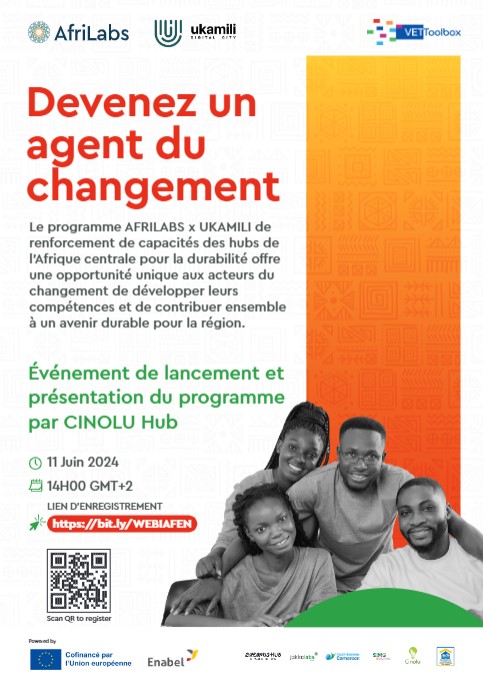 AfriLabs
ukamili
DIGITAL CITY
VET Toolbox
Devenez un
agent du
changement
Le programme AFRILABS x UKAMILI de
renforcement de capacités des hubs de
l'Afrique centrale pour la durabilité offre
une opportunité unique aux acteurs du
changement de développer leurs
compétences et de contribuer ensemble
à un avenir durable pour la région.
Événement de lancement et
présentation du programme
par CINOLU Hub
11 Juin 2024
14H00 GMT+2
LIEN D'ENREGISTREMENT
https://bit.ly/WEBIAFEN
Scan QR to register
Powered by
Cofinancé par
l'Union européenne
Enabel
jokkolabs
Cameroon
Cinolu